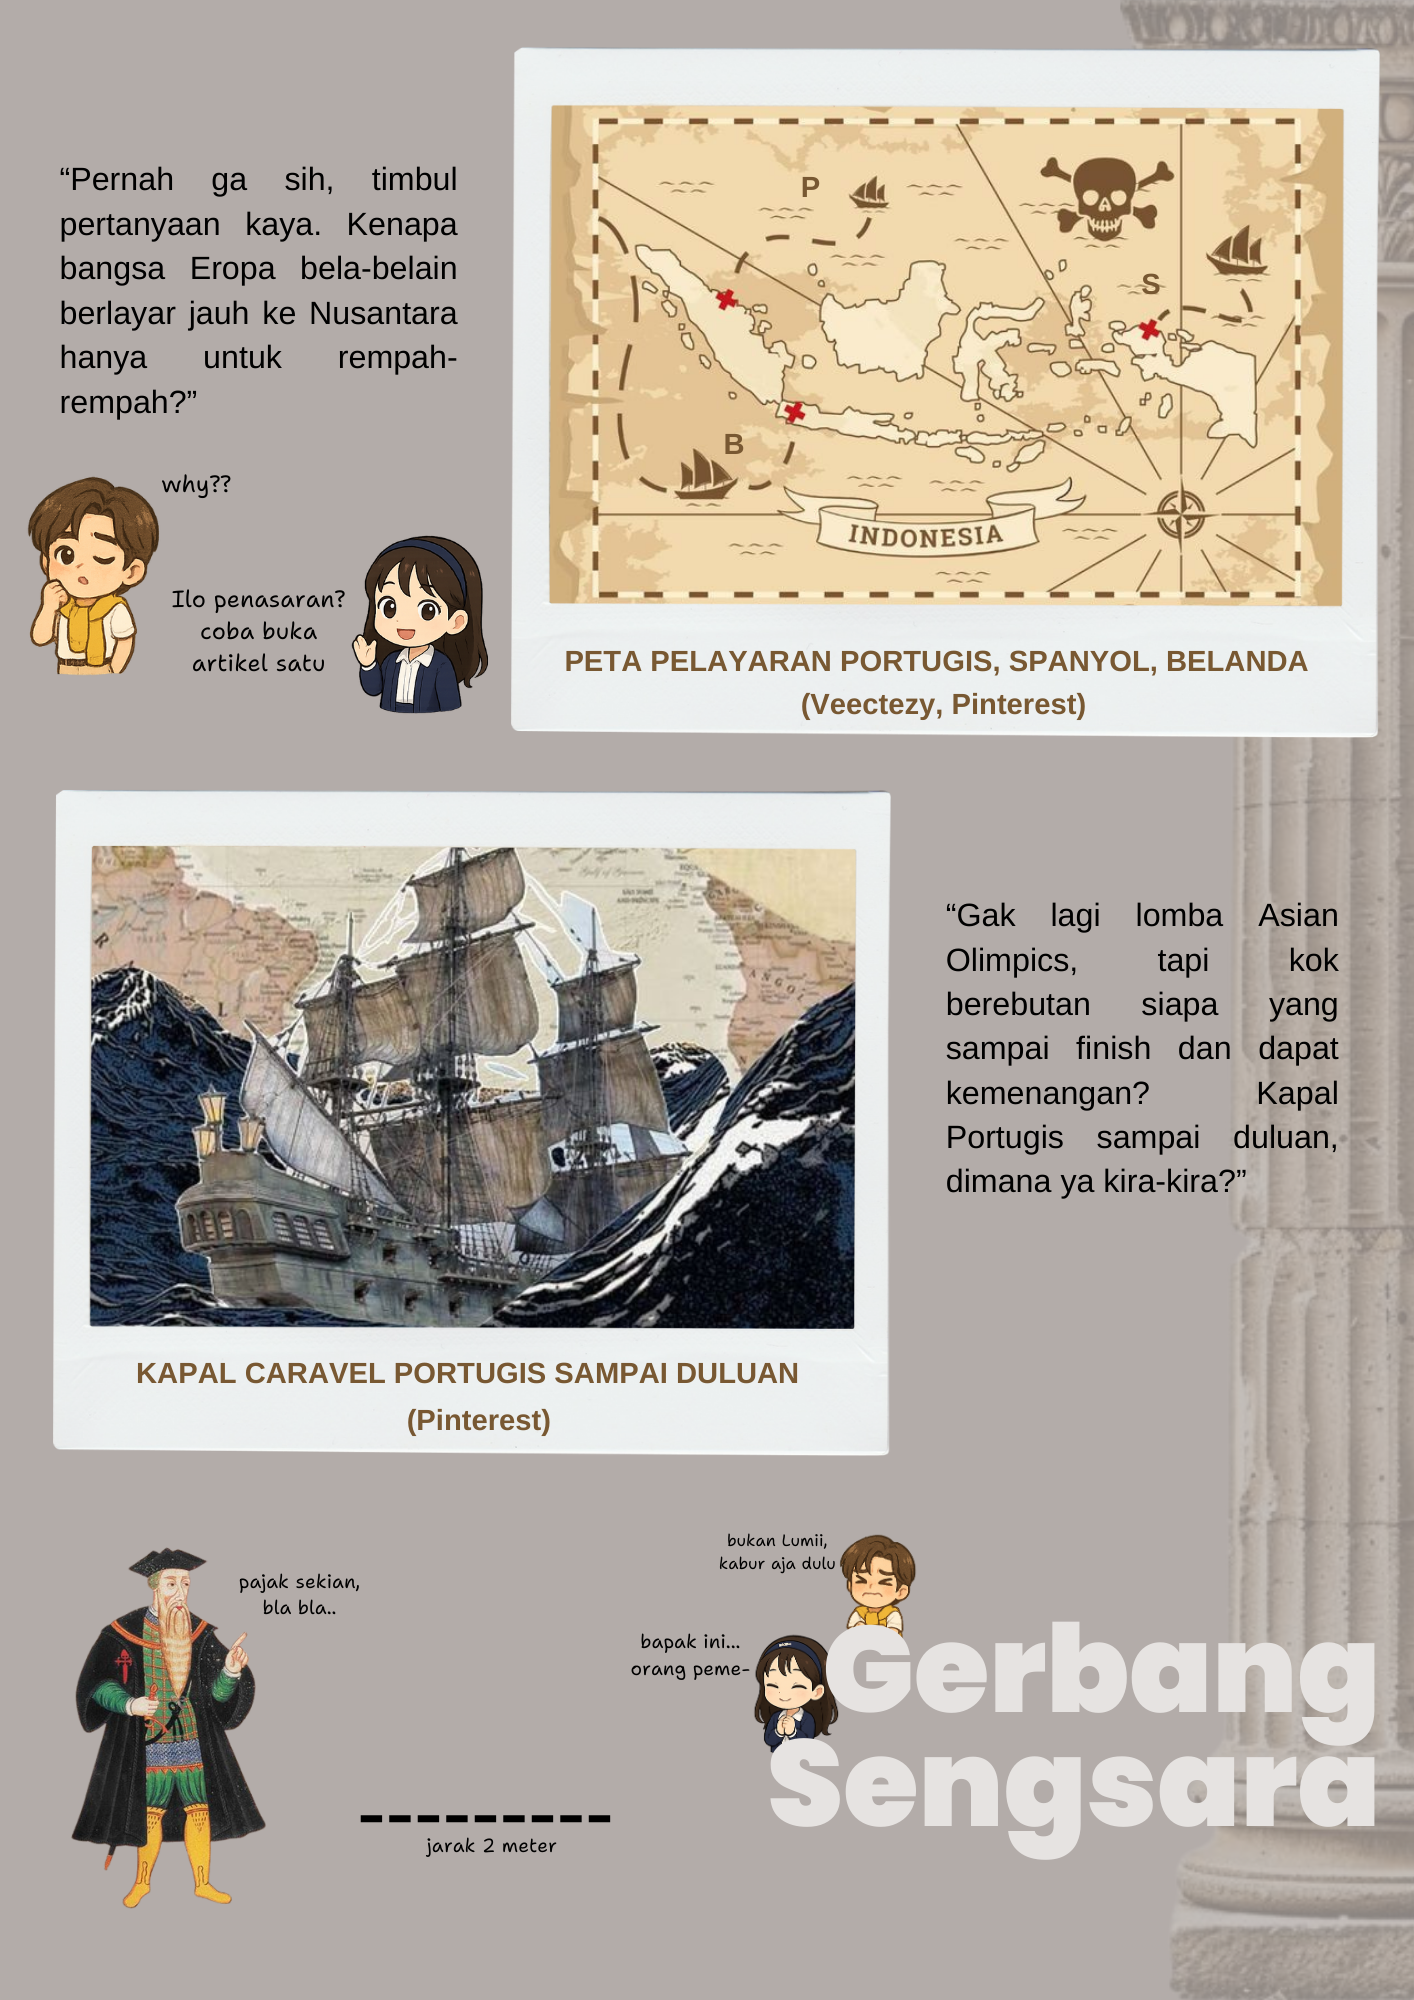 “Pernah ga sih, timbul
pertanyaan kaya. Kenapa
bangsa Eropa bela-belain
berlayar jauh ke Nusantara
hanya untuk rempah-
rempah?”
why??
Ilo penasaran?
coba buka
artikel satu
P
S
B
INDONESIA
PETA PELAYARAN PORTUGIS, SPANYOL, BELANDA
(Veectezy, Pinterest)
“Gak lagi lomba Asian
Olimpics, tapi kok
berebutan siapa yang
sampai finish dan dapat
kemenangan? Kapal
Portugis sampai duluan,
dimana ya kira-kira?”
KAPAL CARAVEL PORTUGIS SAMPAI DULUAN
(Pinterest)
pajak sekian,
bla bla..
bukan Lumii,
kabur aja dulu
bapak ini...
orang peme-
jarak 2 meter
Gerbang
Sengsara